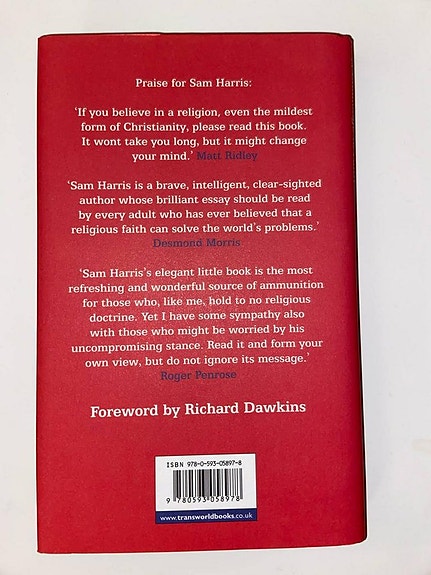 Praise for Sam Harris:
‘If you believe in a religion, even the mildest
form of Christianity, please read this book.
It wont take you long, but it might change
your mind.’ Matt Ridley
‘Sam Harris is a brave, intelligent, clear-sighted
author whose brilliant essay should be read
by every adult who has ever believed that a
religious faith can solve the world’s problems.’
Desmond Morris
‘Sam Harris’s elegant little book is the most
refreshing and wonderful source of ammunition
for those who, like me, hold to no religious
doctrine. Yet I have some sympathy also
with those who might be worried by his
uncompromising stance. Read it and form your
own view, but do not ignore its message.’
Roger Penrose
Foreword by Richard Dawkins
ISBN 978-0-593-05897-8
9 780593 058978
www.transworldbooks.co.uk